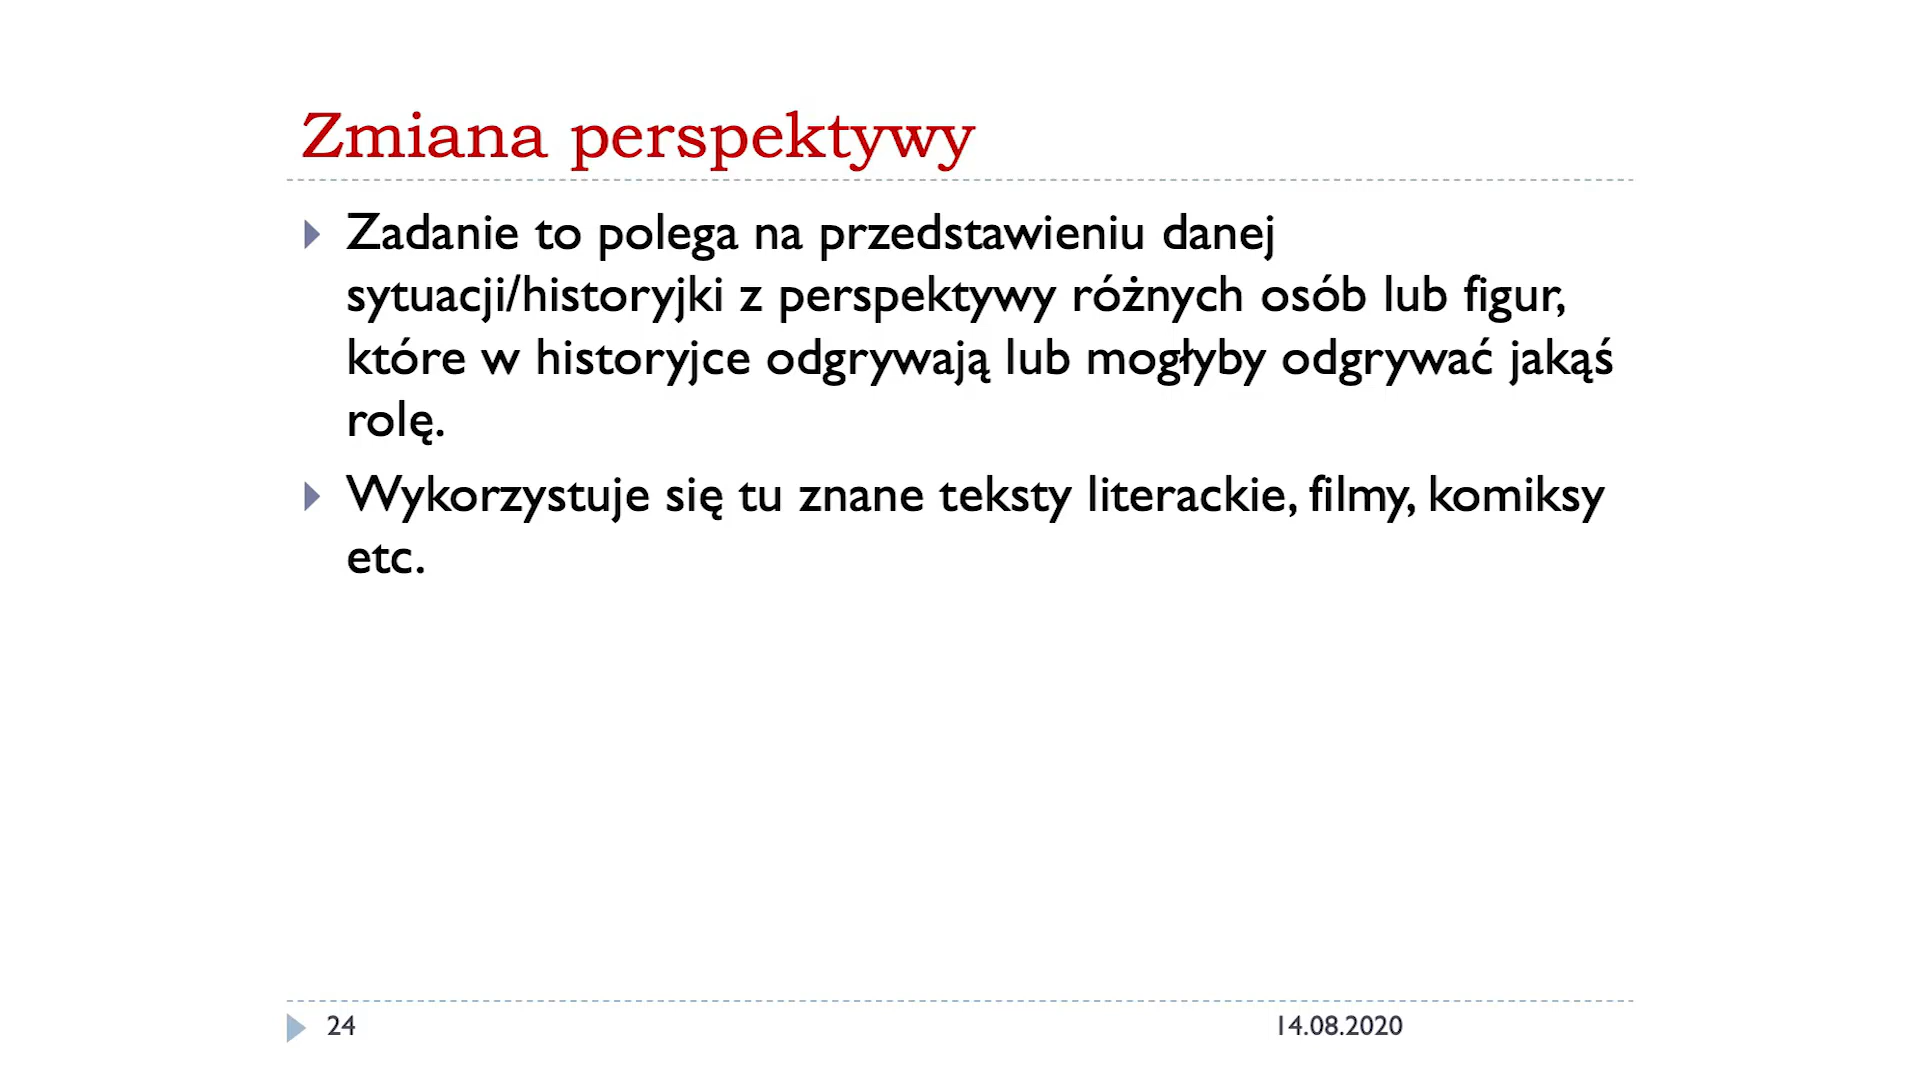 Zmiana perspektywy
Zadanie to polega na przedstawieniu danej
sytuacji/historyjki z perspektywy różnych osób lub figur,
które w historyjce odgrywają lub mogłyby odgrywać jakąś
rolę.
Wykorzystuje się tu znane teksty literackie, filmy, komiksy
etc.
24
14.08.2020